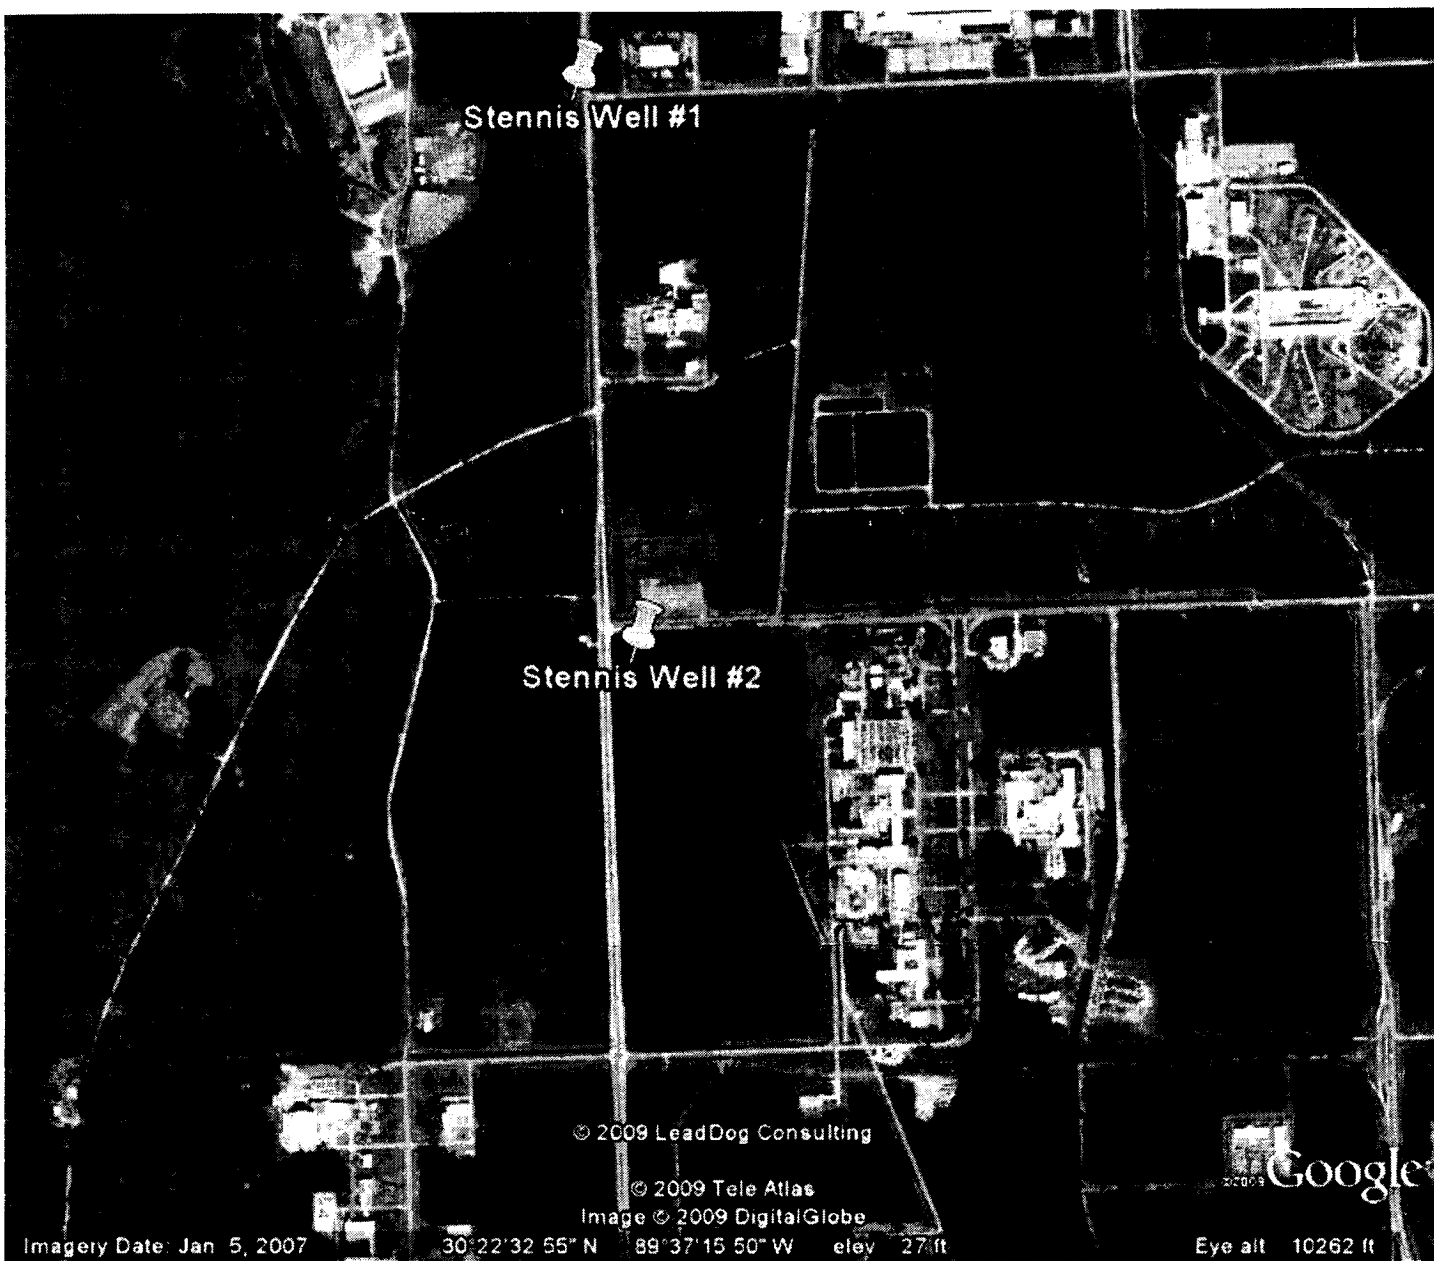 Stennis Well #1
Stennis Well #2
© 2009 LeadDog Consulting
© 2009 Tele Atlas
Image © 2009 DigitalGlobe
©2009 Google
Imagery Date: Jan 5, 2007 30°22'32 55" N 89°37'15 50" W elev 27 ft Eye alt 10262 ft